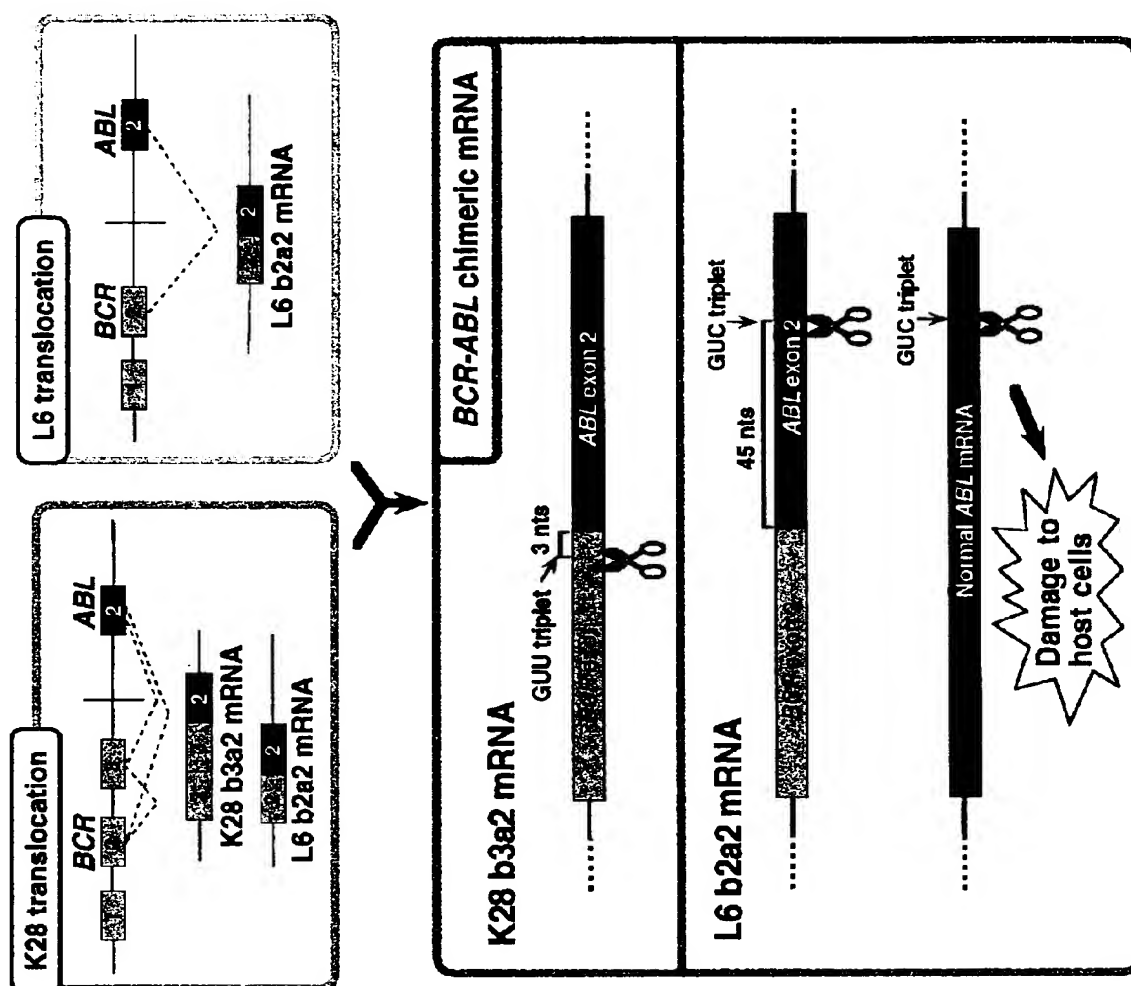 K28 translocation
BCR
ABL
2
2
K28 b3a2 mRNA
2
L6 b2a2 mRNA
L6 translocation
BCR
ABL
2
2
L6 b2a2 mRNA
BCR-ABL chimeric mRNA
K28 b3a2 mRNA
GUU triplet
3 nts
ABL exon 2
L6 b2a2 mRNA
GUC triplet
45 nts
ABL exon 2
GUC triplet
Normal ABL mRNA
Damage to
host cells